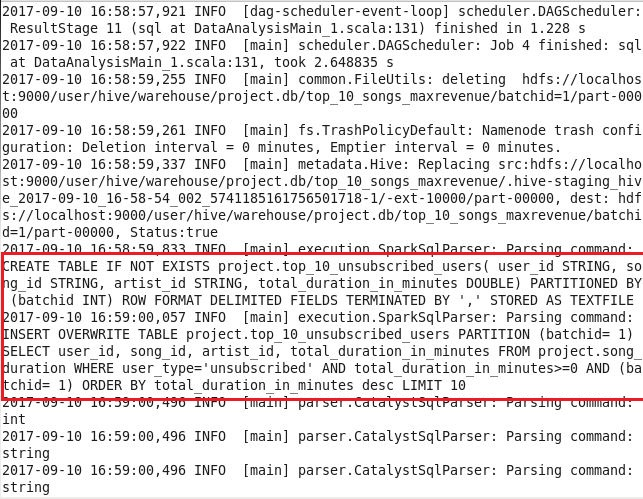 2017-09-10 16:58:57,921 INFO  [dag-scheduler-event-loop] scheduler.DAGScheduler:
 ResultStage 11 (sql at DataAnalysisMain_1.scala:131) finished in 1.228 s
2017-09-10 16:58:57,922 INFO  [main] scheduler.DAGScheduler: Job 4 finished: sql
 at DataAnalysisMain_1.scala:131, took 2.648835 s
2017-09-10 16:58:59,255 INFO  [main] common.FileUtils: deleting  hdfs://localhos
t:9000/user/hive/warehouse/project.db/top_10_songs_maxrevenue/batchid=1/part-000
00
2017-09-10 16:58:59,261 INFO  [main] fs.TrashPolicyDefault: Namenode trash confi
guration: Deletion interval = 0 minutes, Emptier interval = 0 minutes.
2017-09-10 16:58:59,337 INFO  [main] metadata.Hive: Replacing src:hdfs://localho
st:9000/user/hive/warehouse/project.db/top_10_songs_maxrevenue/.hive-staging_hiv
e_2017-09-10_16-58-54_002_5741185161756501718-1/-ext-10000/part-00000, dest: hdf
s://localhost:9000/user/hive/warehouse/project.db/top_10_songs_maxrevenue/batchi
d=1/part-00000, Status:true
2017-09-10 16:58:59,833 INFO  [main] execution.SparkSqlParser: Parsing command:
CREATE TABLE IF NOT EXISTS project.top_10_unsubscribed_users( user_id STRING, so
ng_id STRING, artist_id STRING, total_duration_in_minutes DOUBLE) PARTITIONED BY
 (batchid INT) ROW FORMAT DELIMITED FIELDS TERMINATED BY ',' STORED AS TEXTFILE
2017-09-10 16:59:00,057 INFO  [main] execution.SparkSqlParser: Parsing command:
INSERT OVERWRITE TABLE project.top_10_unsubscribed_users PARTITION (batchid= 1)
SELECT user_id, song_id, artist_id, total_duration_in_minutes FROM project.song_
duration WHERE user_type='unsubscribed' AND total_duration_in_minutes>=0 AND (ba
tchid= 1) ORDER BY total_duration_in_minutes desc LIMIT 10
2017-09-10 16:59:00,496 INFO  [main] parser.CatalystSqlParser: Parsing command:
int
2017-09-10 16:59:00,496 INFO  [main] parser.CatalystSqlParser: Parsing command:
string
2017-09-10 16:59:00,496 INFO  [main] parser.CatalystSqlParser: Parsing command:
string